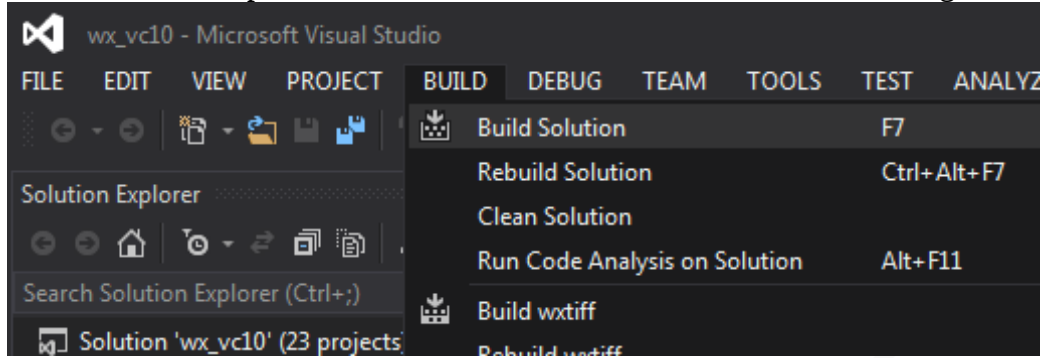 wx_vc10 - Microsoft Visual Studio
FILE EDIT VIEW PROJECT BUILD DEBUG TEAM TOOLS TEST ANALYZ
Build Solution F7
Rebuild Solution Ctrl+Alt+F7
Solution Explorer
Clean Solution
Run Code Analysis on Solution Alt+F11
Search Solution Explorer (Ctrl+;)
Build wxtiff
Solution 'wx_vc10' (23 projects
Rebuild wxtiff